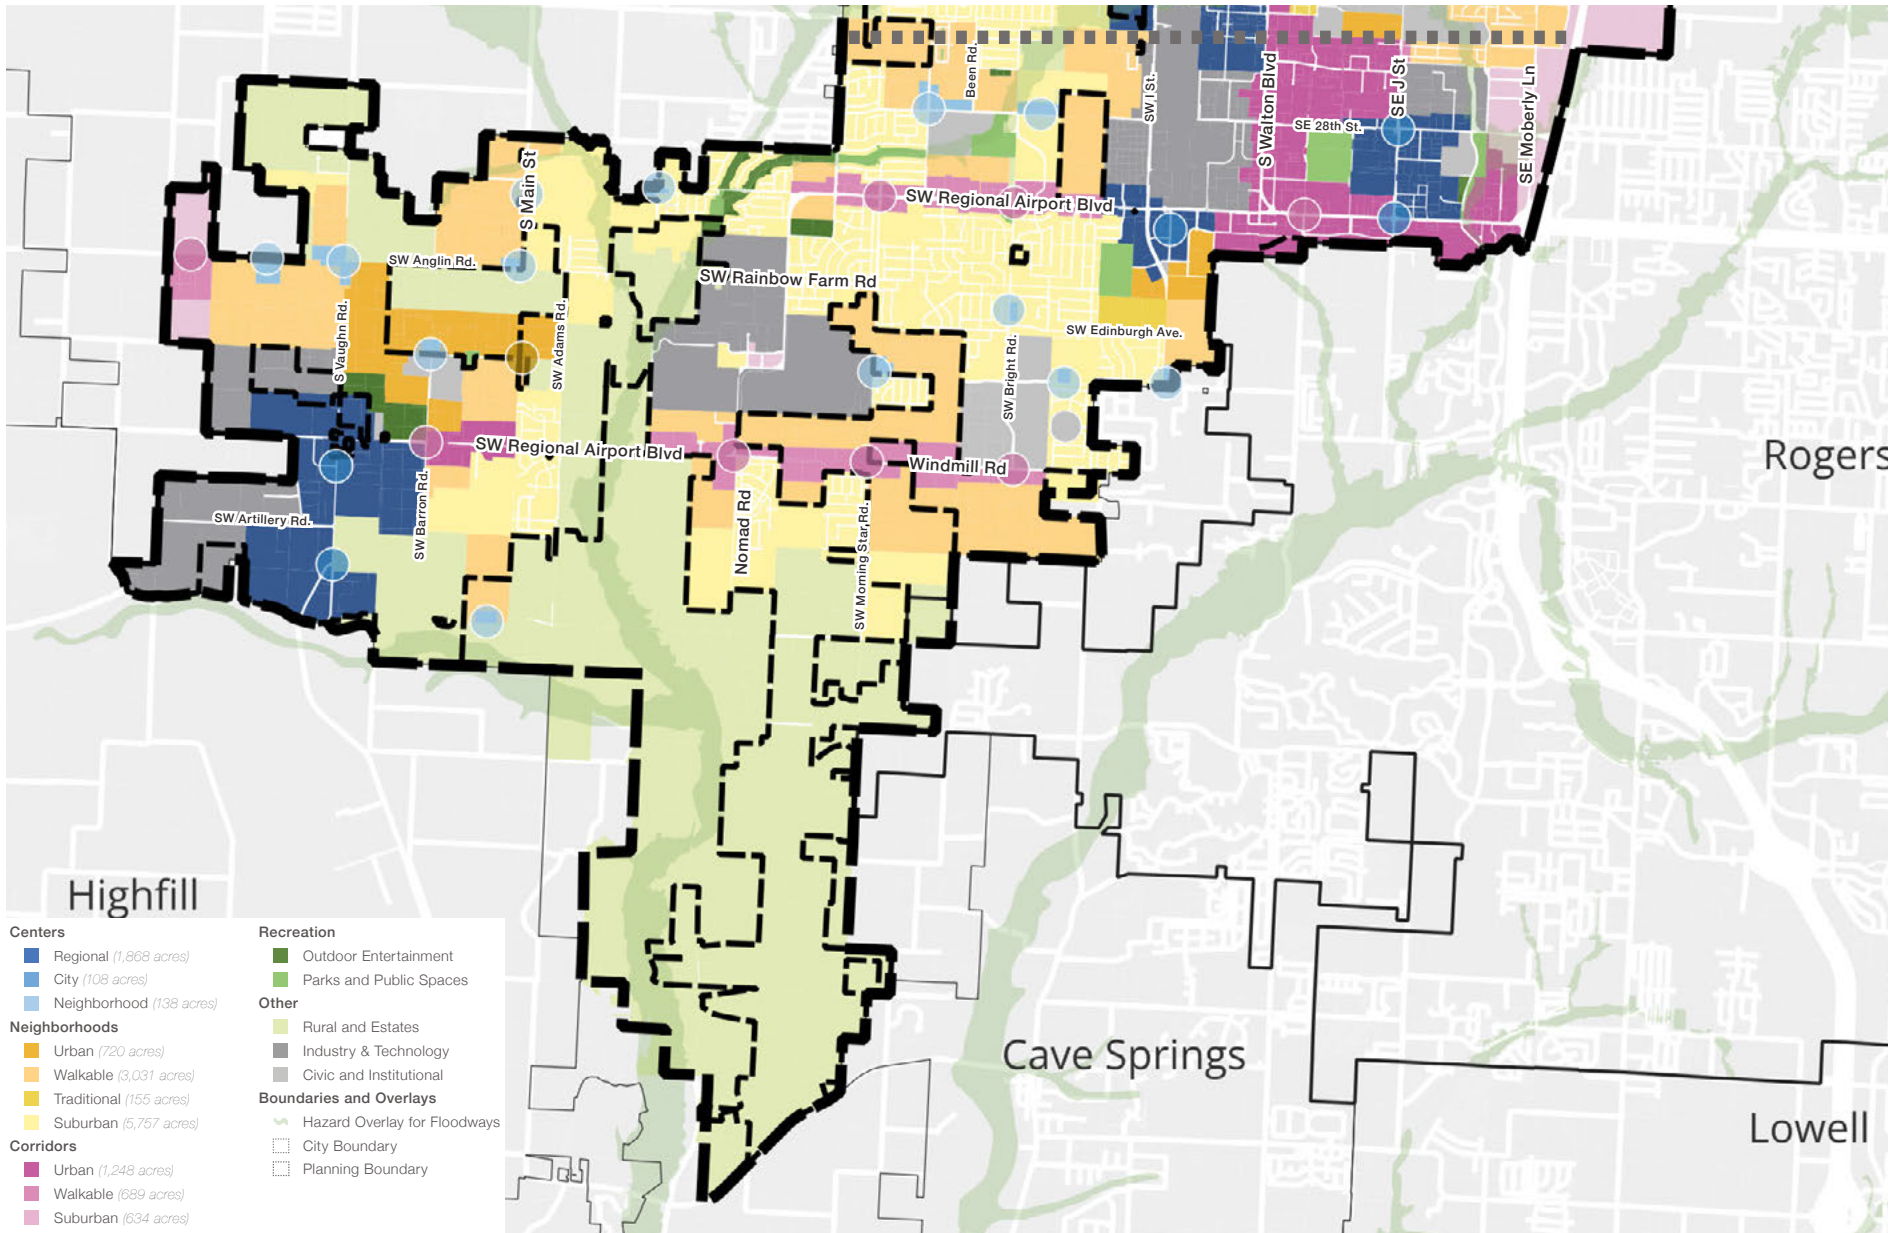 Been Rd.
SW I St.
S Walton Blvd
SE J St
SE Moberly Ln
SE 28th St.
S Main St
SW Regional Airport Blvd
SW Anglin Rd.
SW Rainbow Farm Rd
S Vaughn Rd.
SW Adams Rd.
SW Edinburgh Ave.
SW Bright Rd.
SW Regional Airport Blvd
Windmill Rd
Rogers
SW Barron Rd.
Nomad Rd
SW Morning Star Rd.
SW Artillery Rd.
Highfill
Cave Springs
Lowell
Centers
Regional (1,868 acres)
City (108 acres)
Neighborhood (138 acres)
Neighborhoods
Urban (720 acres)
Walkable (3,031 acres)
Traditional (155 acres)
Suburban (5,757 acres)
Corridors
Urban (1,248 acres)
Walkable (689 acres)
Suburban (634 acres)
Recreation
Outdoor Entertainment
Parks and Public Spaces
Other
Rural and Estates
Industry & Technology
Civic and Institutional
Boundaries and Overlays
Hazard Overlay for Floodways
City Boundary
Planning Boundary